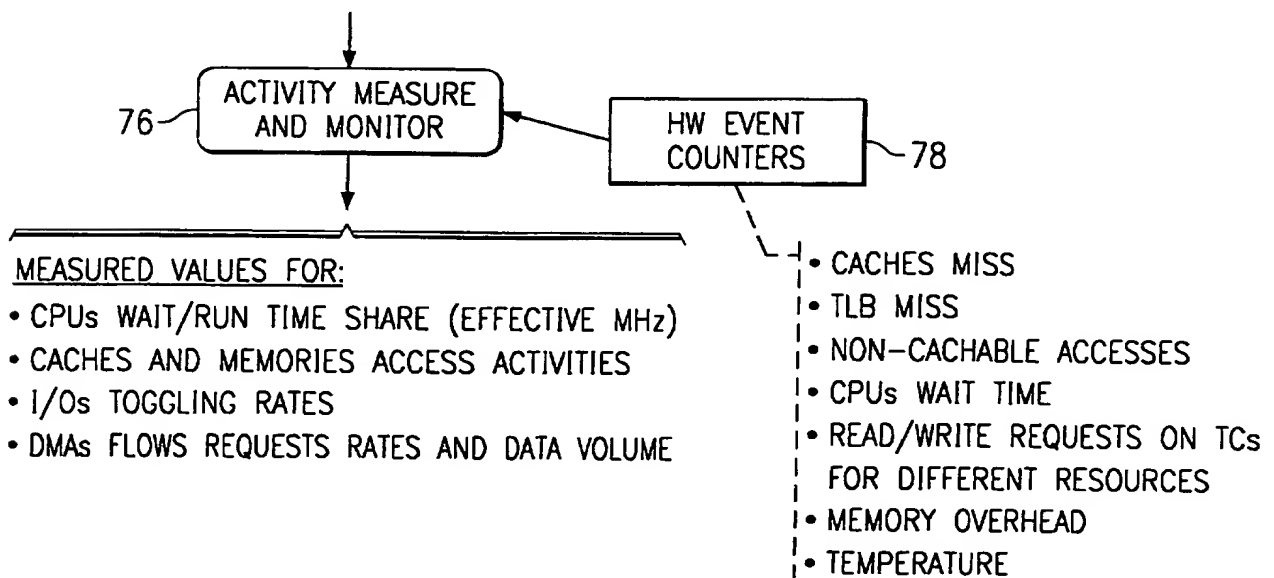 ACTIVITY MEASURE
AND MONITOR
76
HW EVENT
COUNTERS
78
MEASURED VALUES FOR:
• CPUs WAIT/RUN TIME SHARE (EFFECTIVE MHz)
• CACHES AND MEMORIES ACCESS ACTIVITIES
• I/Os TOGGLING RATES
• DMAs FLOWS REQUESTS RATES AND DATA VOLUME
• CACHES MISS
• TLB MISS
• NON-CACHABLE ACCESSES
• CPUs WAIT TIME
• READ/WRITE REQUESTS ON TCs
FOR DIFFERENT RESOURCES
• MEMORY OVERHEAD
• TEMPERATURE